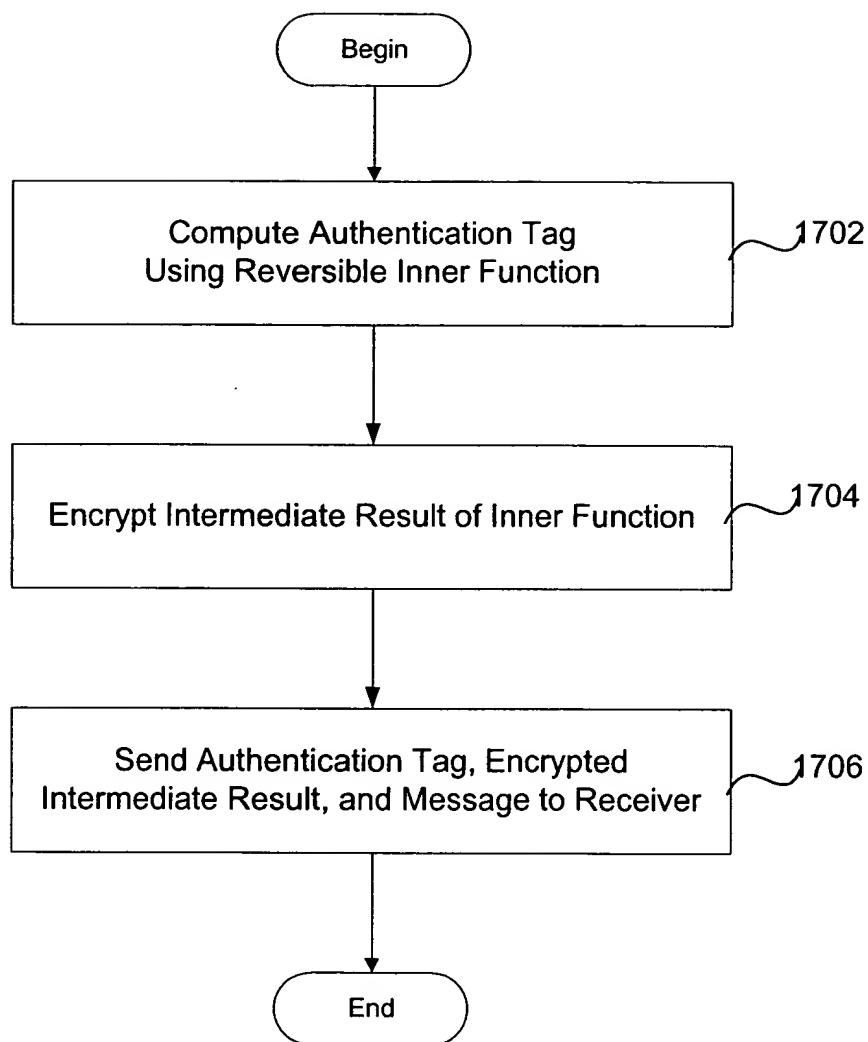 Begin
Compute Authentication Tag
Using Reversible Inner Function
1702
Encrypt Intermediate Result of Inner Function
1704
Send Authentication Tag, Encrypted
Intermediate Result, and Message to Receiver
1706
End